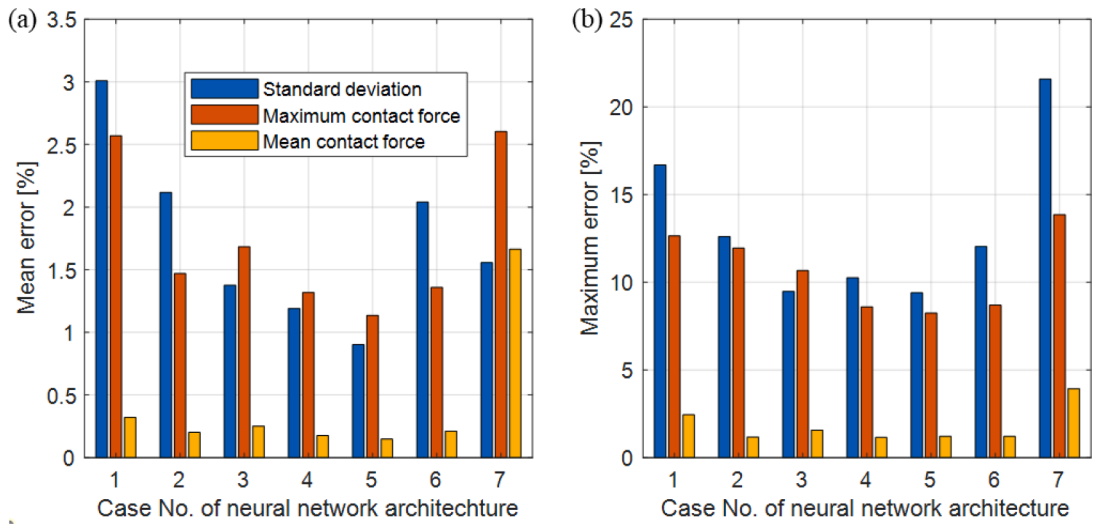 (a)
3.5
3
2.5
2
1.5
1
0.5
0
Mean error [%]
Standard deviation
Maximum contact force
Mean contact force
1 2 3 4 5 6 7
Case No. of neural network architechture
(b)
25
20
15
10
5
0
Maximum error [%]
1 2 3 4 5 6 7
Case No. of neural network architecture